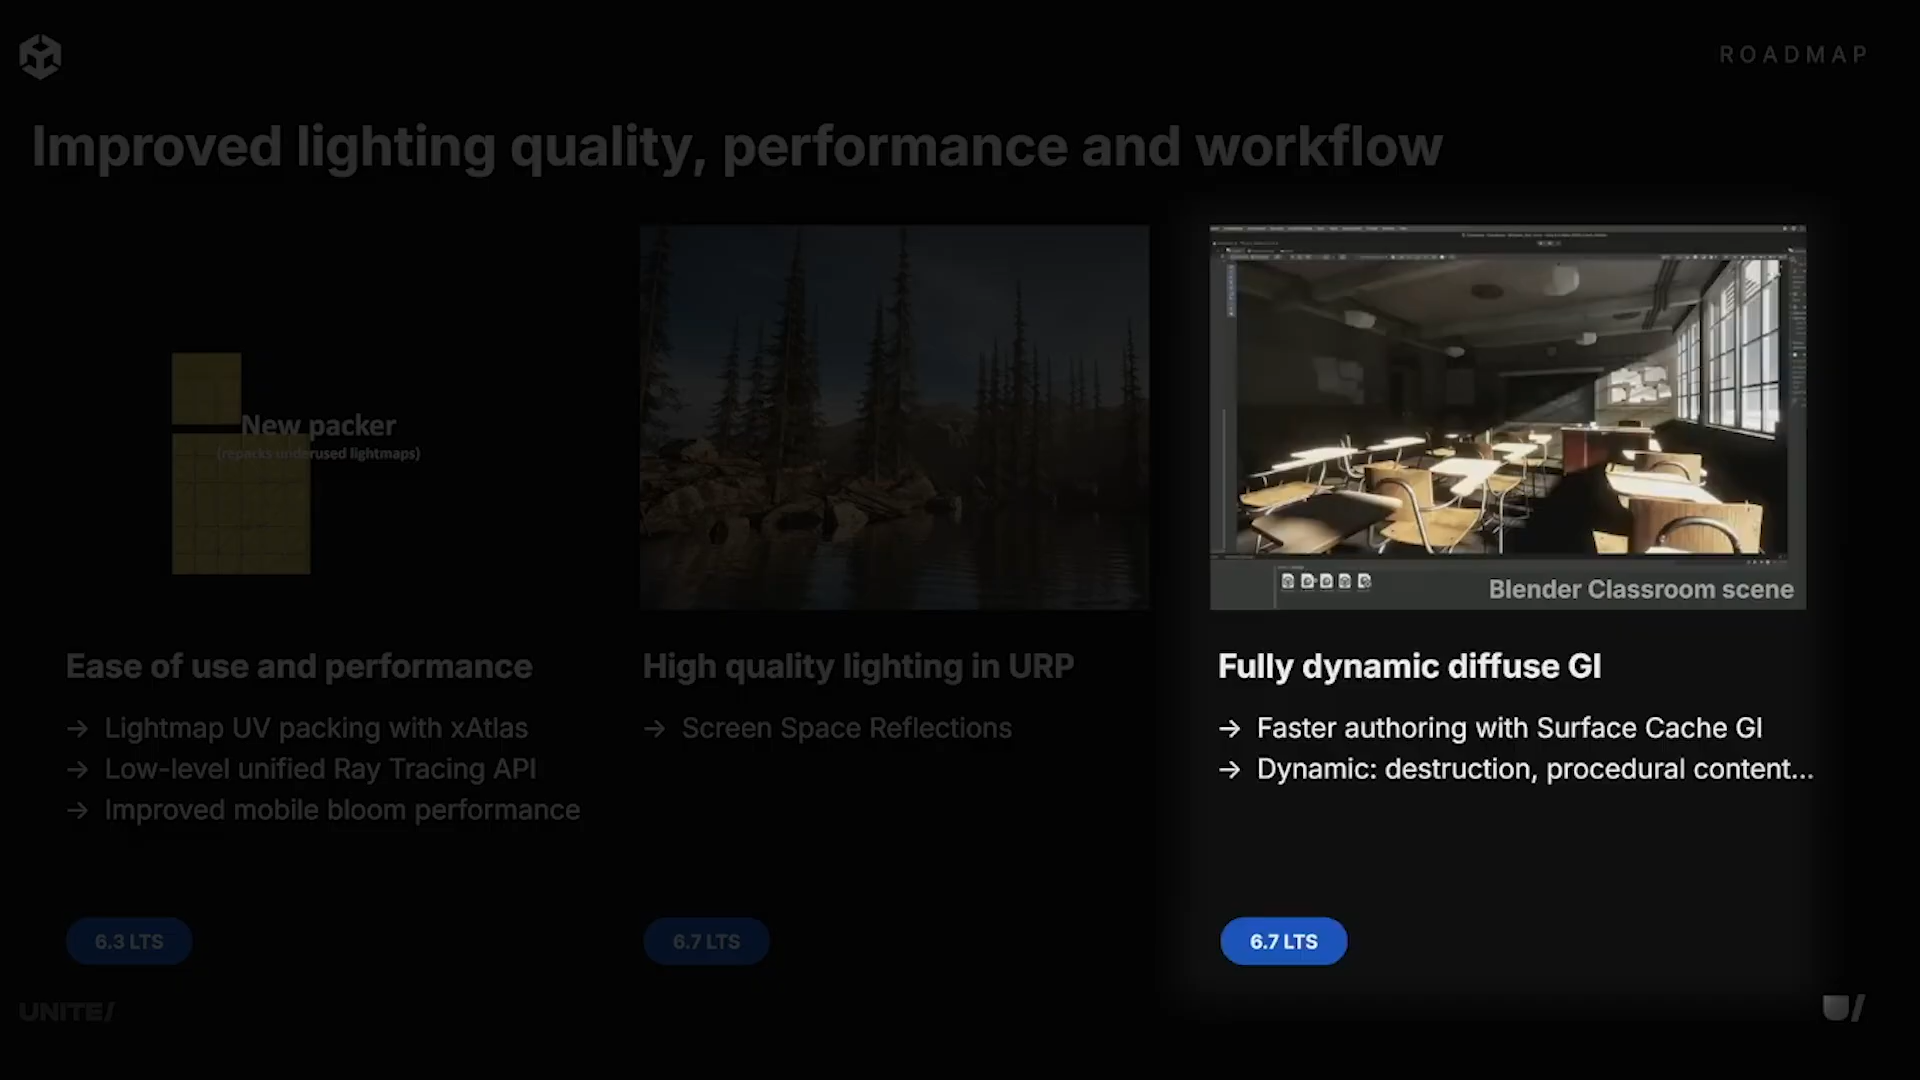 ROADMAP
Improved lighting quality, performance and workflow
New packer
(repacks underused lightmaps)
Blender Classroom scene
Ease of use and performance
→ Lightmap UV packing with xAtlas
→ Low-level unified Ray Tracing API
→ Improved mobile bloom performance
6.3 LTS
High quality lighting in URP
→ Screen Space Reflections
6.7 LTS
Fully dynamic diffuse GI
→ Faster authoring with Surface Cache GI
→ Dynamic: destruction, procedural content...
6.7 LTS
UNITE/
U/